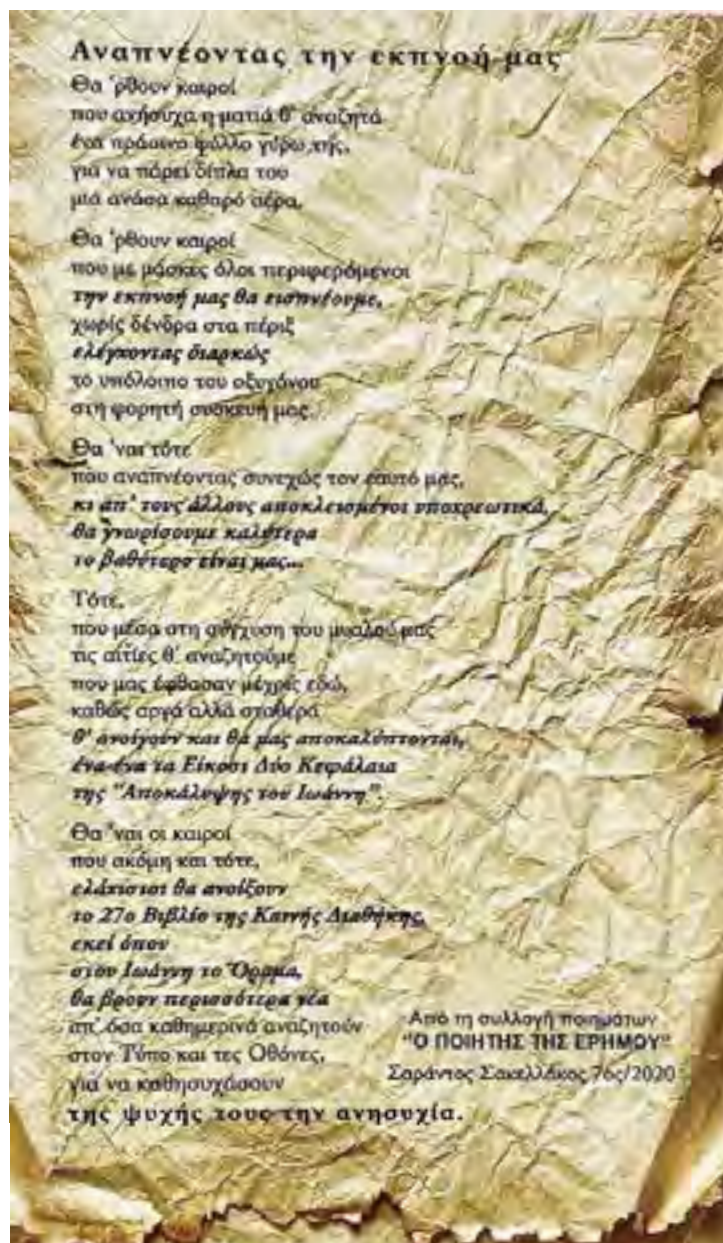 Αναπνέοντας την εκπνοή μας
Θα 'ρθουν καιροί
που ανήσυχα η ματιά θ' αναζητά
ένα πράσινο φύλλο γύρω της,
για να πάρει δίπλα του
μιά ανάσα καθαρό αέρα.
Θα 'ρθουν καιροί
που με μάσκες όλοι περιφερόμενοι
την εκπνοή μας θα εισπνέουμε,
χωρίς δένδρα στα πέριξ
ελέγχοντας διαρκώς
το υπόλοιπο του οξυγόνου
στη φορητή συσκευή μας.
Θα 'ναι τότε
που αναπνέοντας συνεχώς τον εαυτό μας,
κι απ' τους άλλους αποκλεισμένοι υποχρεωτικά,
θα γνωρίσουμε καλύτερα
το βαθύτερο είναι μας...
Τότε,
που μέσα στη σύγχυση του μυαλού μας
τις αιτίες θ' αναζητούμε
που μας έφθασαν μέχρις εδώ,
καθώς αργά αλλά σταθερά
θ' ανοίγουν και θα μας αποκαλύπτονται,
ένα-ένα τα Είκοσι Δύο Κεφάλαια
της "Αποκάλυψης του Ιωάννη".
Θα 'ναι οι καιροί
που ακόμη και τότε,
ελάχιστοι θα ανοίξουν
το 27ο Βιβλίο της Καινής Διαθήκης,
εκεί όπου
στου Ιωάννη το Όραμα,
θα βρουν περισσότερα νέα
απ' όσα καθημερινά αναζητούν
στον Τύπο και τες Οθόνες,
για να καθησυχάσουν
της ψυχής τους την ανησυχία.
Από τη συλλογή ποιημάτων
"Ο ΠΟΙΗΤΗΣ ΤΗΣ ΕΡΗΜΟΥ"
Σαράντος Σακελλάκος 7ος/2020